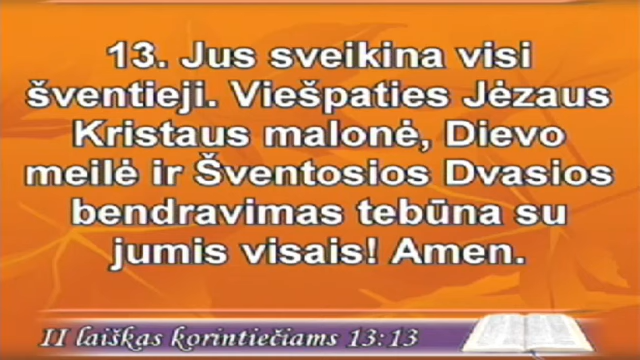 13. Jus sveikina visi
šventieji. Viešpaties Jėzaus
Kristaus malonė, Dievo
meilė ir Šventosios Dvasios
bendravimas tebūna su
jumis visais! Amen.
II laiškas korintiečiams 13:13